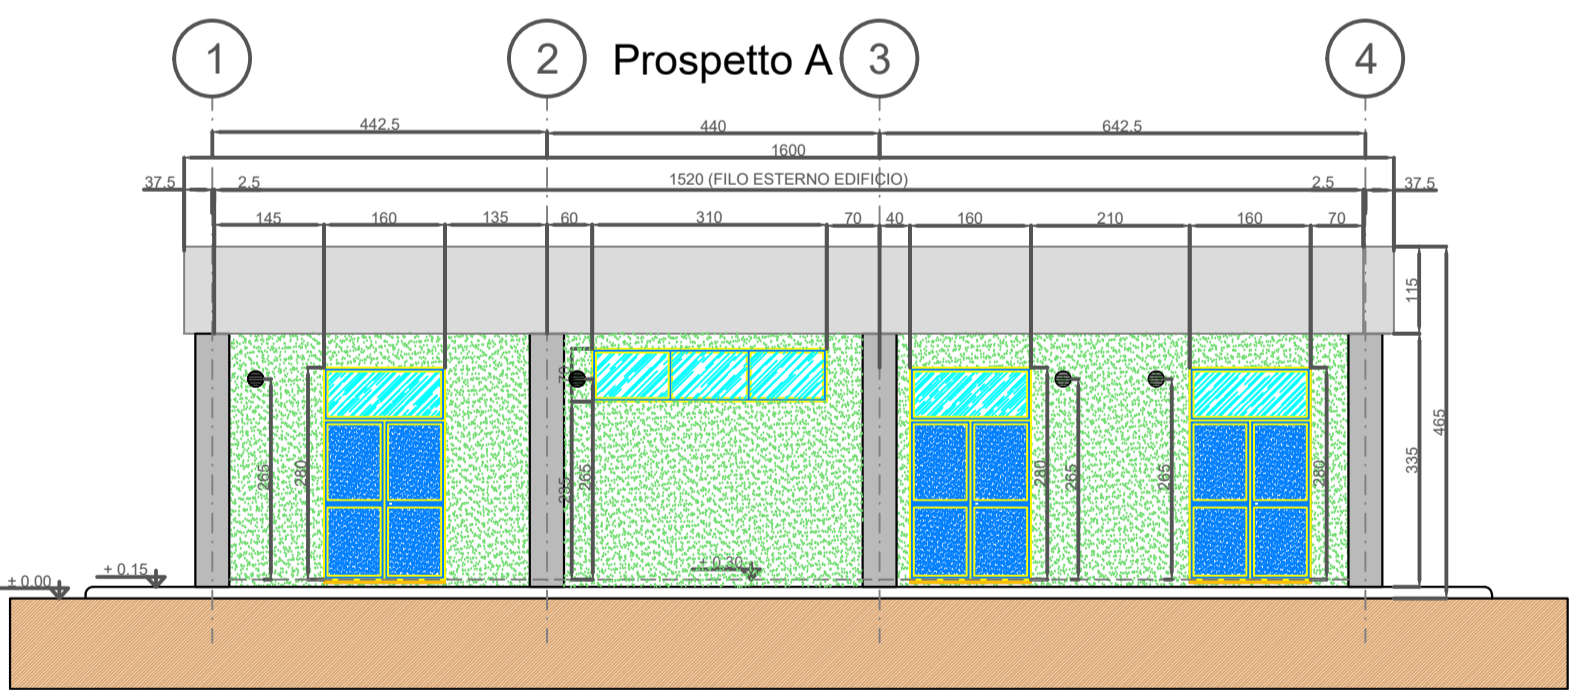 1 2 Prospetto A 3 4
442.5 440 642.5
1600
37.5 2.5 1520 (FILO ESTERNO EDIFICIO) 2.5 37.5
145 160 135 60 310 70 40 160 210 160 70
115
70
465
265 280 235 265 280 265 265 280 335
+ 0.30
+ 0.15
± 0.00